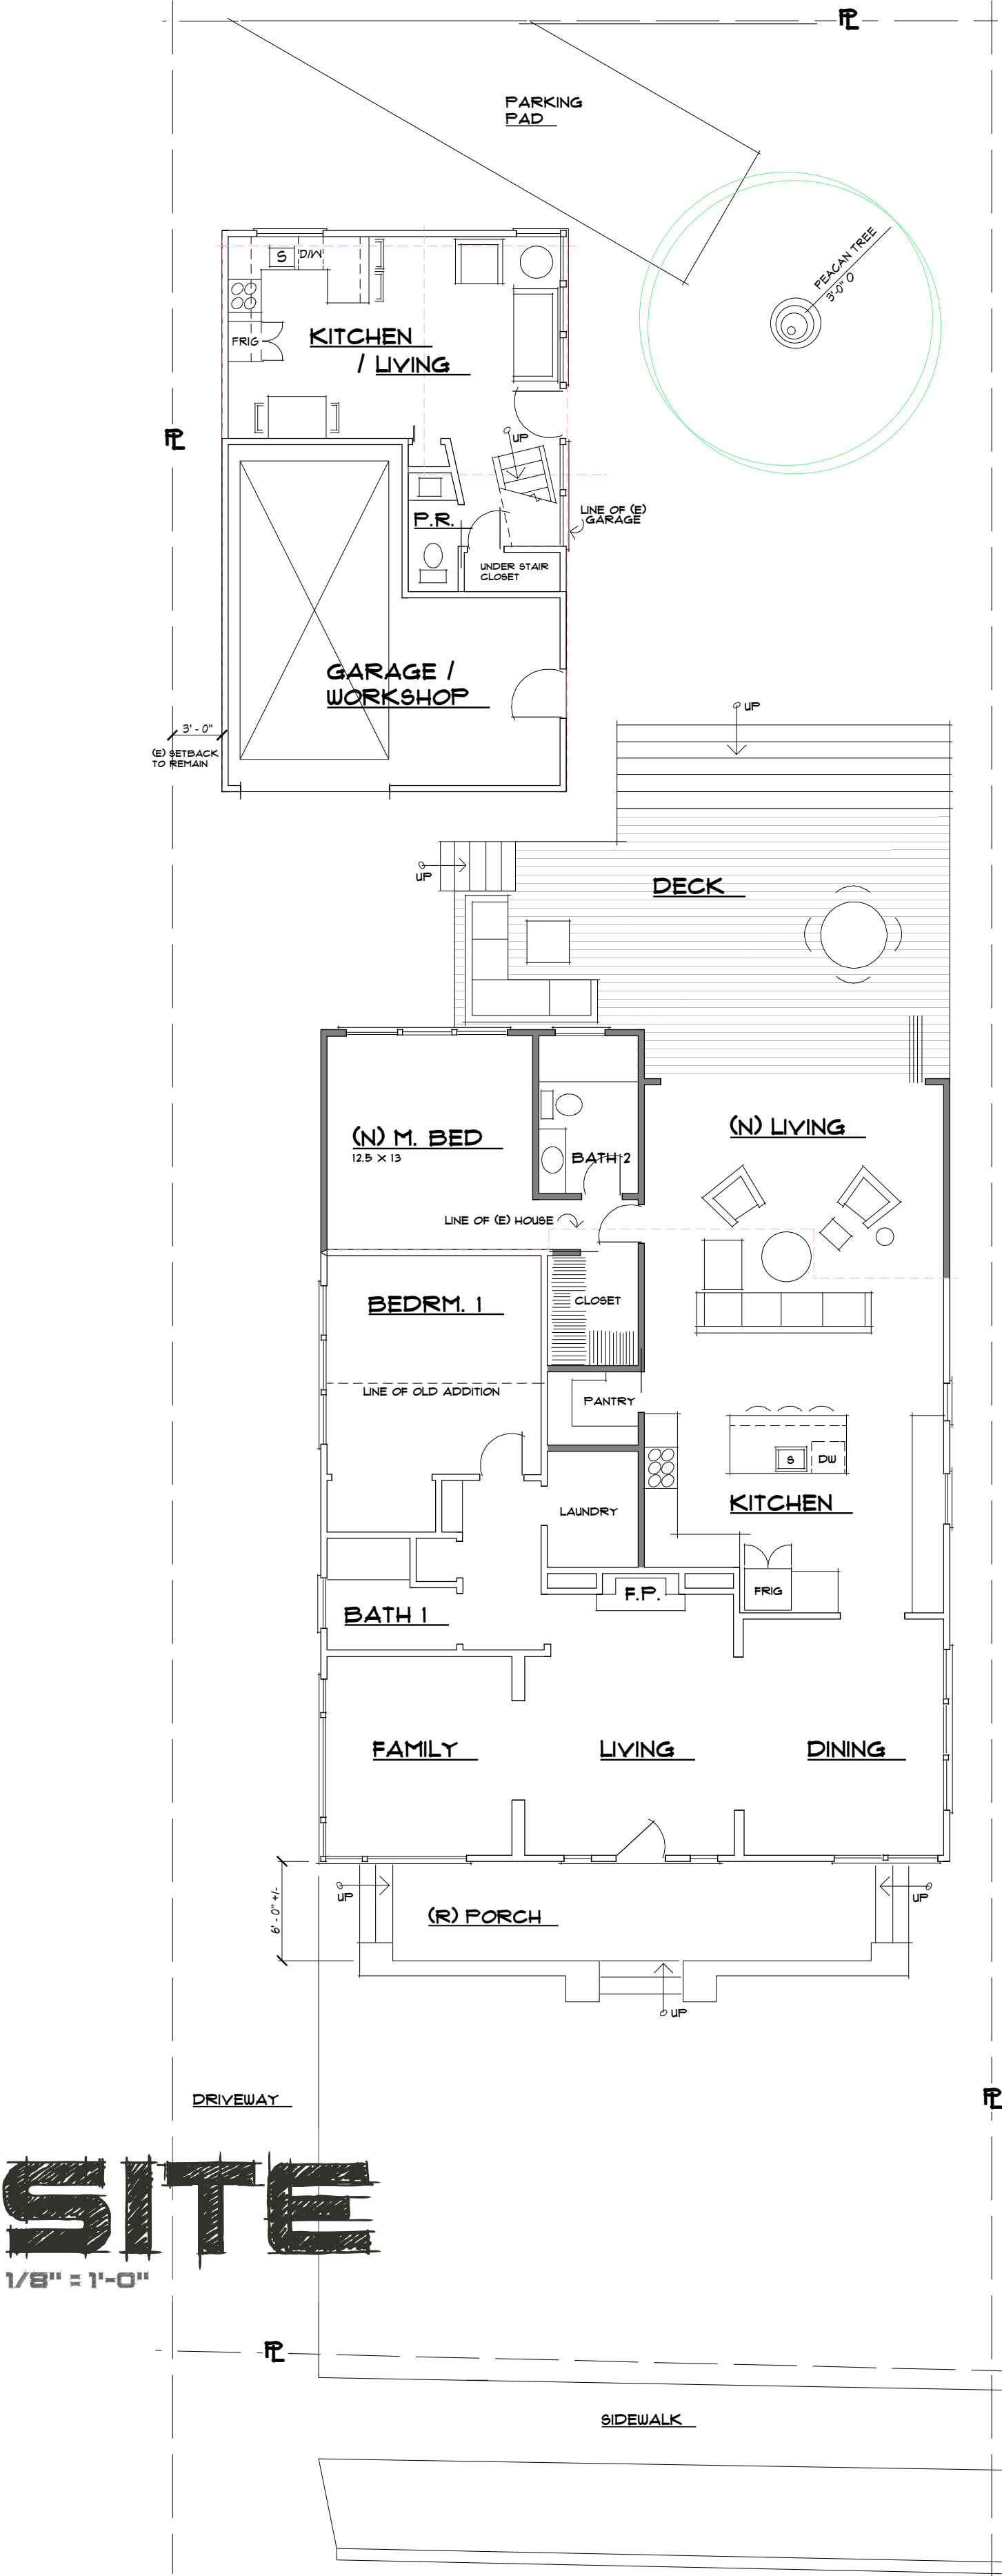 PL
PARKING
PAD
PEACAN TREE
3'-0" O
S
D/W
FRIG
KITCHEN
/ LIVING
PL
UP
P.R.
LINE OF (E)
GARAGE
UNDER STAIR
CLOSET
GARAGE /
WORKSHOP
3' - 0"
(E) SETBACK
TO REMAIN
UP
UP
DECK
(N) LIVING
(N) M. BED
12.5 X 13
BATH 2
LINE OF (E) HOUSE
BEDRM. 1
CLOSET
LINE OF OLD ADDITION
PANTRY
S
DW
KITCHEN
LAUNDRY
FRIG
F.P.
BATH 1
FAMILY
LIVING
DINING
UP
UP
6' - 0" +/-
(R) PORCH
UP
DRIVEWAY
PL
SITE
1/8" = 1'-0"
PL
SIDEWALK